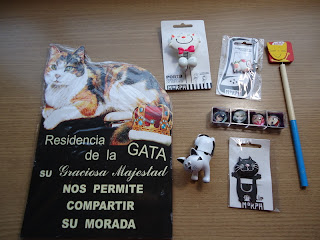 Residencia
de la GATA
su Graciosa Majestad
NOS PERMITE
COMPARTIR
SU MORADA